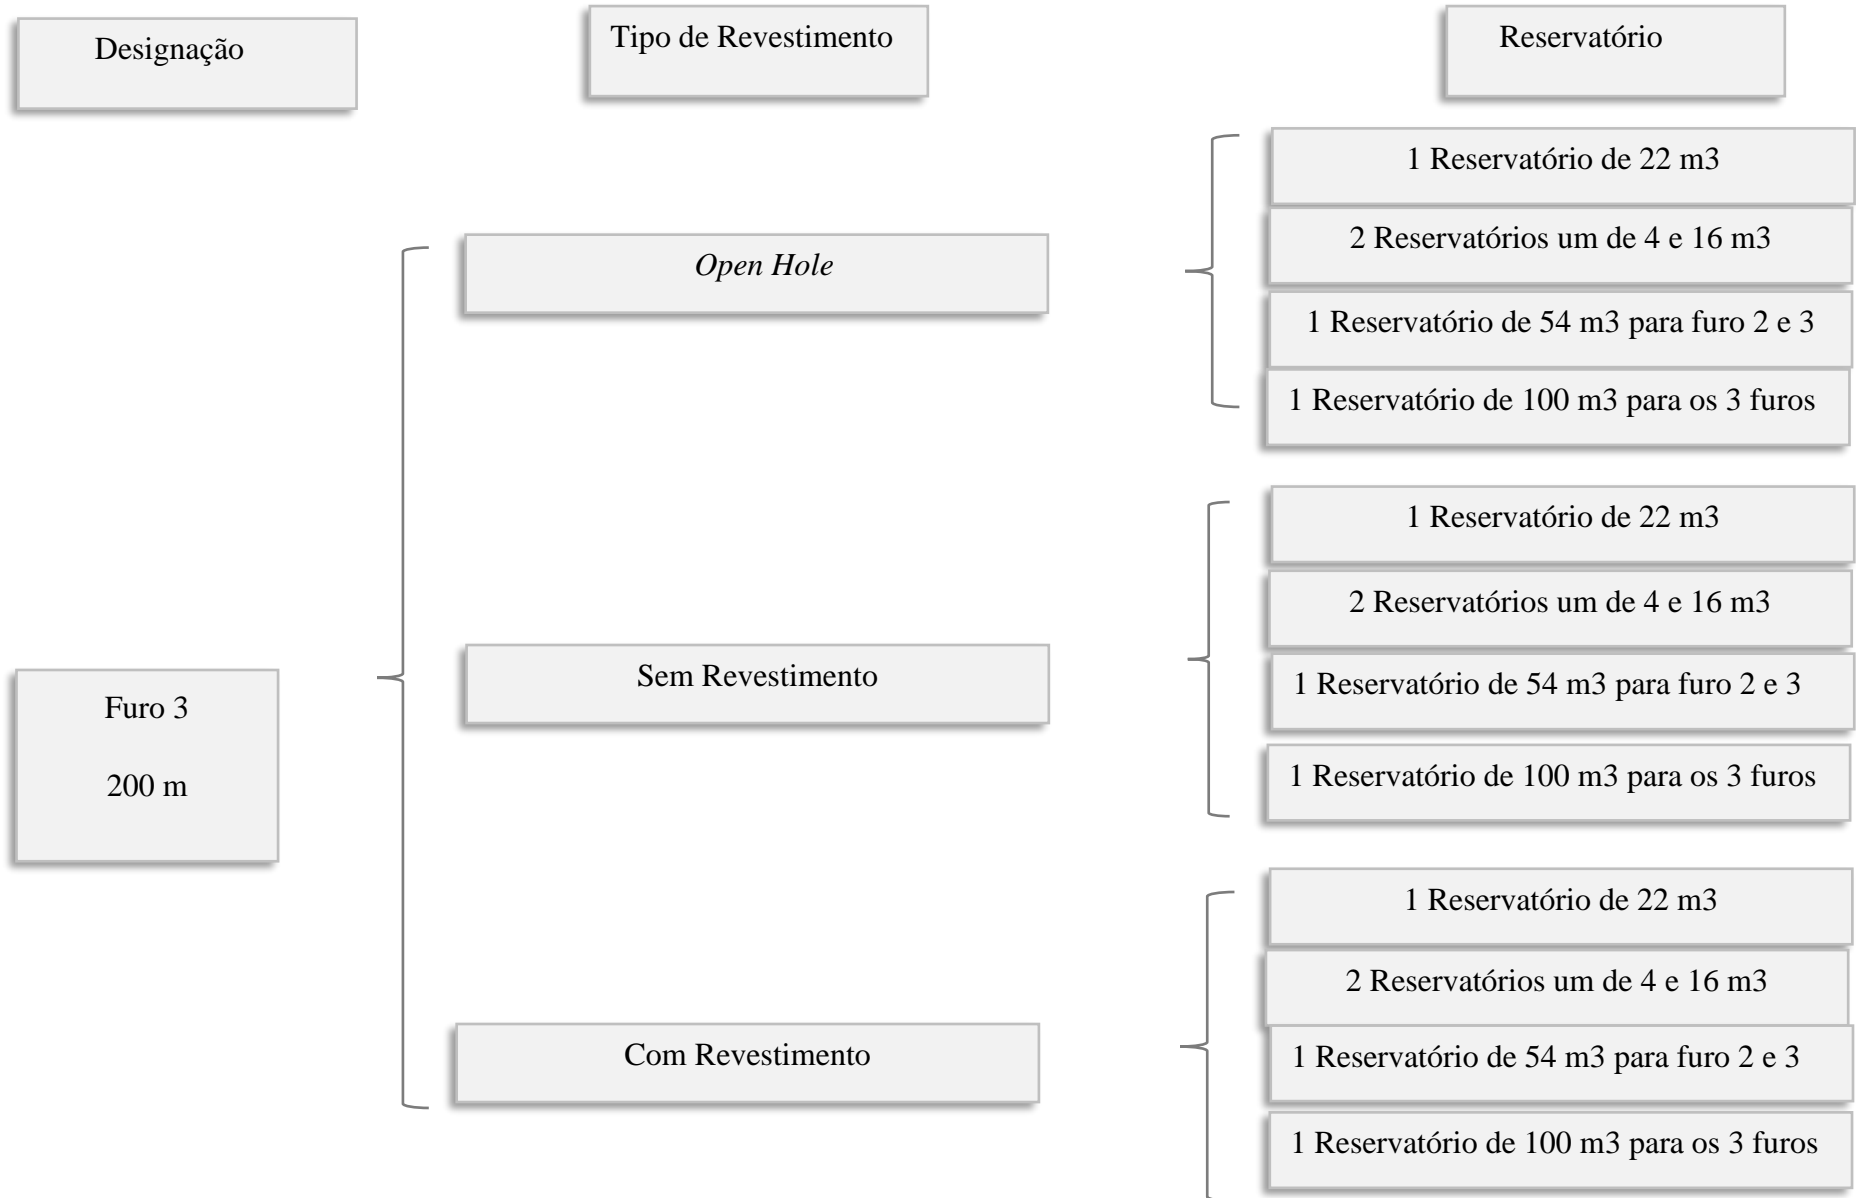 Designação
Tipo de Revestimento
Reservatório
Furo 3
200 m
Open Hole
1 Reservatório de 22 m3
2 Reservatórios um de 4 e 16 m3
1 Reservatório de 54 m3 para furo 2 e 3
1 Reservatório de 100 m3 para os 3 furos
Sem Revestimento
1 Reservatório de 22 m3
2 Reservatórios um de 4 e 16 m3
1 Reservatório de 54 m3 para furo 2 e 3
1 Reservatório de 100 m3 para os 3 furos
Com Revestimento
1 Reservatório de 22 m3
2 Reservatórios um de 4 e 16 m3
1 Reservatório de 54 m3 para furo 2 e 3
1 Reservatório de 100 m3 para os 3 furos